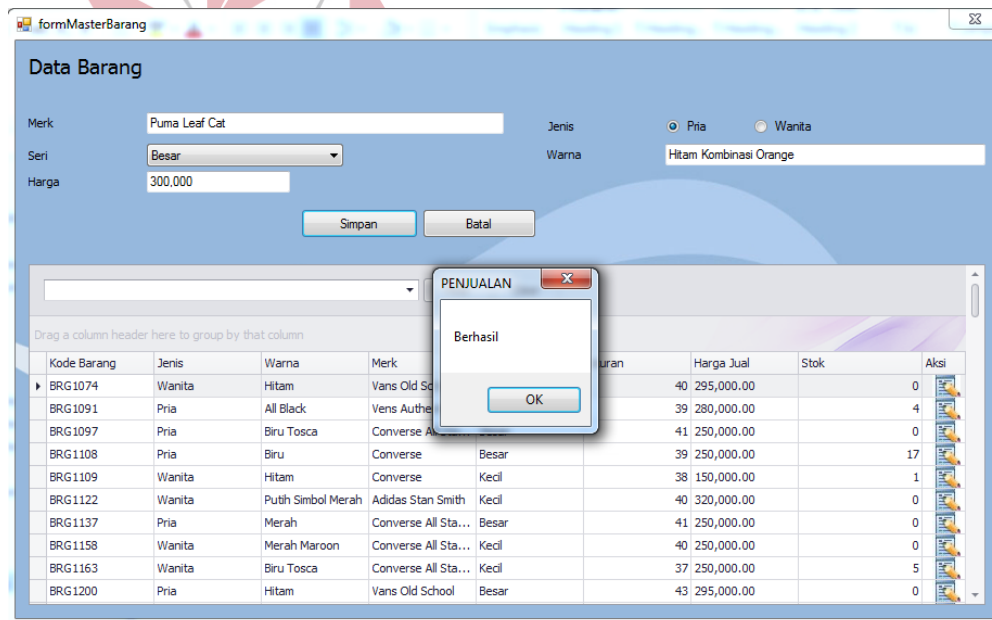 formMasterBarang
Data Barang
Merk Puma Leaf Cat Jenis Pria Wanita
Seri Besar Warna Hitam Kombinasi Orange
Harga 300,000
Simpan Batal
PENJUALAN
Berhasil
OK
Drag a column header here to group by that column
Kode Barang Jenis Warna Merk Harga Jual Stok Aksi
BRG1074 Wanita Hitam Vans Old 40 295,000.00 0
BRG1091 Pria All Black Vens 39 280,000.00 4
BRG1097 Pria Biru Tosca Converse 41 250,000.00 0
BRG1108 Pria Biru Converse Besar 39 250,000.00 17
BRG1109 Wanita Hitam Converse Kecil 38 150,000.00 1
BRG1122 Wanita Putih Simbol Merah Adidas Stan Smith Kecil 40 320,000.00 0
BRG1137 Pria Merah Converse All Sta... Besar 41 250,000.00 0
BRG1158 Wanita Merah Maroon Converse All Sta... Kecil 40 250,000.00 0
BRG1163 Wanita Biru Tosca Converse All Sta... Kecil 37 250,000.00 5
BRG1200 Pria Hitam Vans Old School Besar 43 295,000.00 0